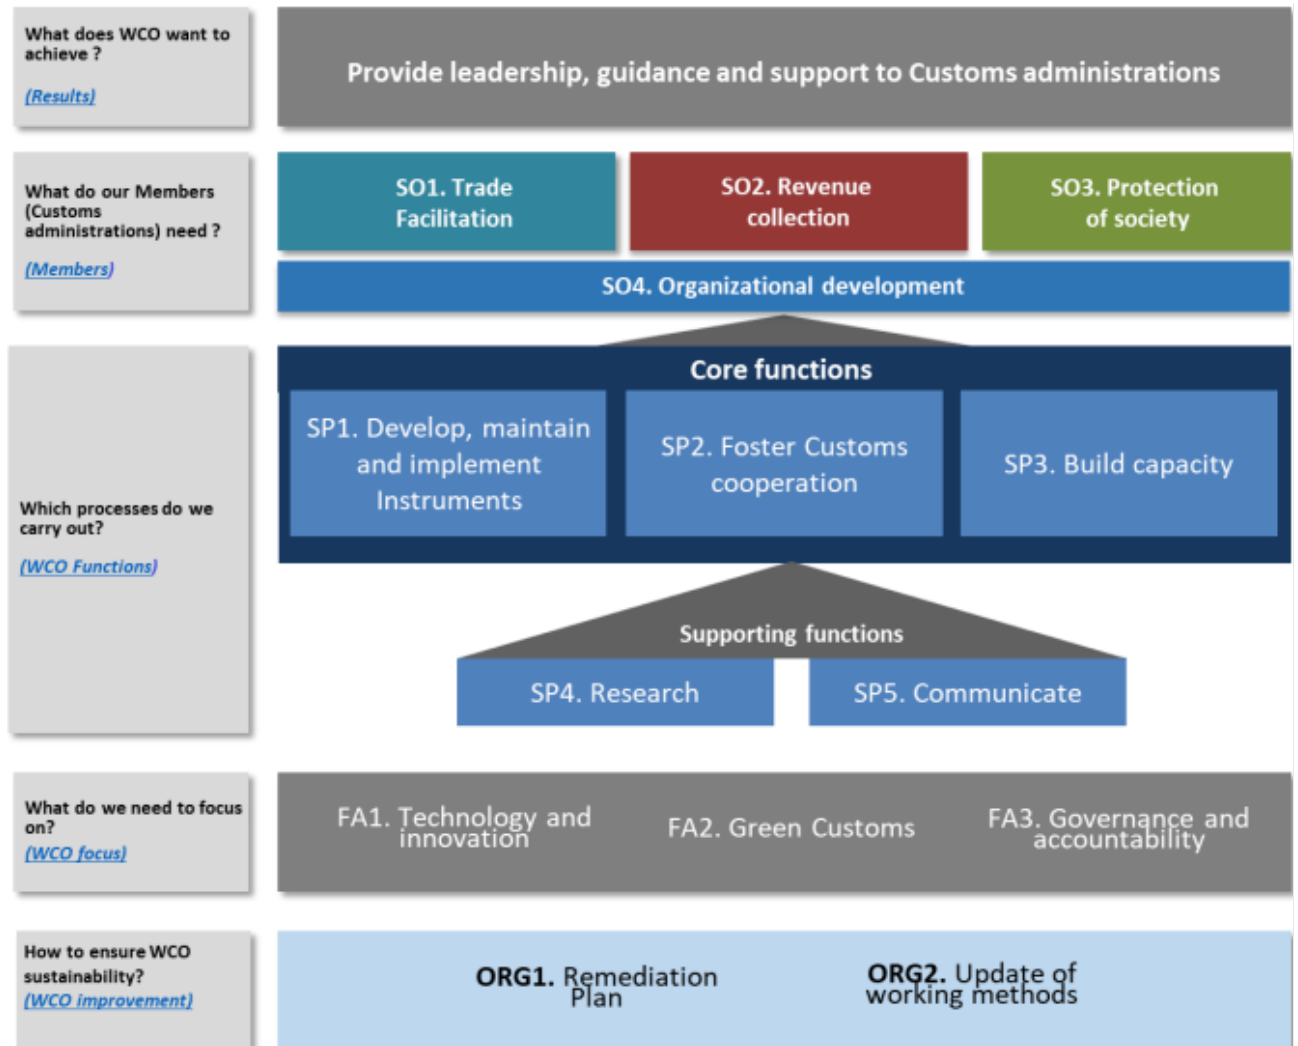 What does WCO want to
achieve ?
(Results)
Provide leadership, guidance and support to Customs administrations
What do our Members
(Customs
administrations) need ?
(Members)
SO1. Trade
Facilitation
SO2. Revenue
collection
SO3. Protection
of society
SO4. Organizational development
Which processes do we
carry out?
(WCO Functions)
Core functions
SP1. Develop, maintain
and implement
Instruments
SP2. Foster Customs
cooperation
SP3. Build capacity
Supporting functions
SP4. Research
SP5. Communicate
What do we need to focus
on?
(WCO focus)
FA1. Technology and
innovation
FA2. Green Customs
FA3. Governance and
accountability
How to ensure WCO
sustainability?
(WCO improvement)
ORG1. Remediation
Plan
ORG2. Update of
working methods